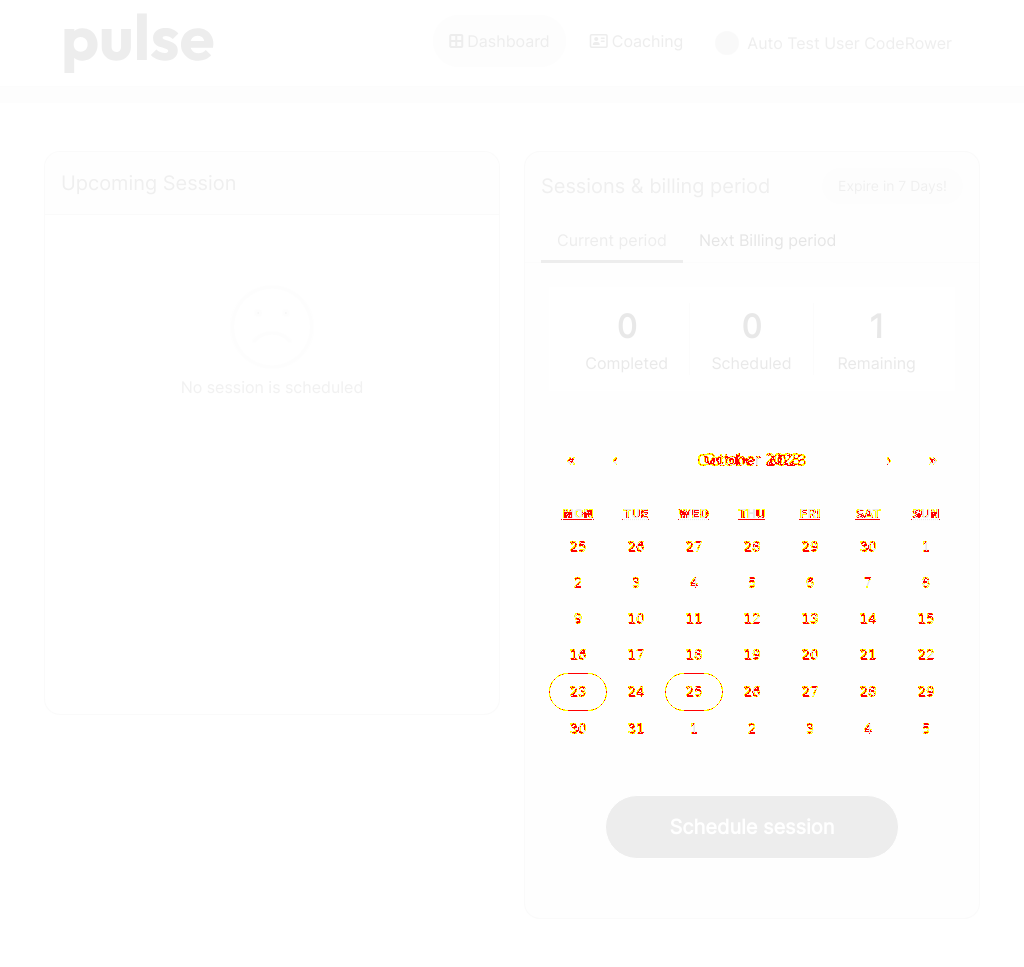 pulse
Dashboard
Coaching
Auto Test User CodeRower
Upcoming Session
No session is scheduled
Sessions & billing period
Expire in 7 Days!
Current period
Next Billing period
0 0 1
Completed Scheduled Remaining
« ‹ October 2023 › »
MON TUE WED THU FRI SAT SUN
25 26 27 28 29 30 1
2 3 4 5 6 7 8
9 10 11 12 13 14 15
16 17 18 19 20 21 22
23 24 25 26 27 28 29
30 31 1 2 3 4 5
Schedule session